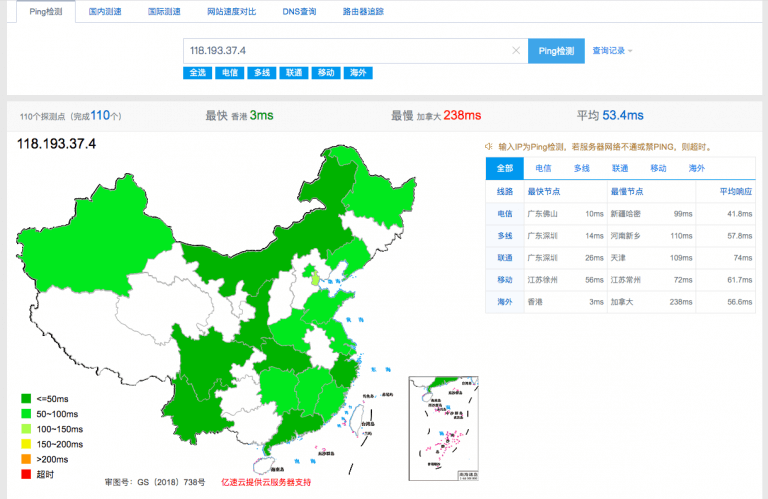 Ping检测 国内测速 国际测速 网站速度对比 DNS查询 路由器追踪
118.193.37.4 Ping检测 查询记录
全选 电信 多线 联通 移动 海外
110个探测点（完成110个） 最快 香港 3ms 最慢 加拿大 238ms 平均 53.4ms
118.193.37.4
输入IP为Ping检测，若服务器网络不通或禁PING，则超时。
全部 电信 多线 联通 移动 海外
线路 最快节点 最慢节点 平均响应
电信 广东佛山 10ms 新疆哈密 99ms 41.8ms
多线 广东深圳 14ms 河南新乡 110ms 57.8ms
联通 广东深圳 26ms 天津 109ms 74ms
移动 江苏徐州 56ms 江苏常州 72ms 61.7ms
海外 香港 3ms 加拿大 238ms 56.6ms
<=50ms
50~100ms
100~150ms
150~200ms
>200ms
超时
台湾岛
海南岛
东沙群岛
南海诸岛
审图号：GS（2018）738号 亿速云提供云服务器支持